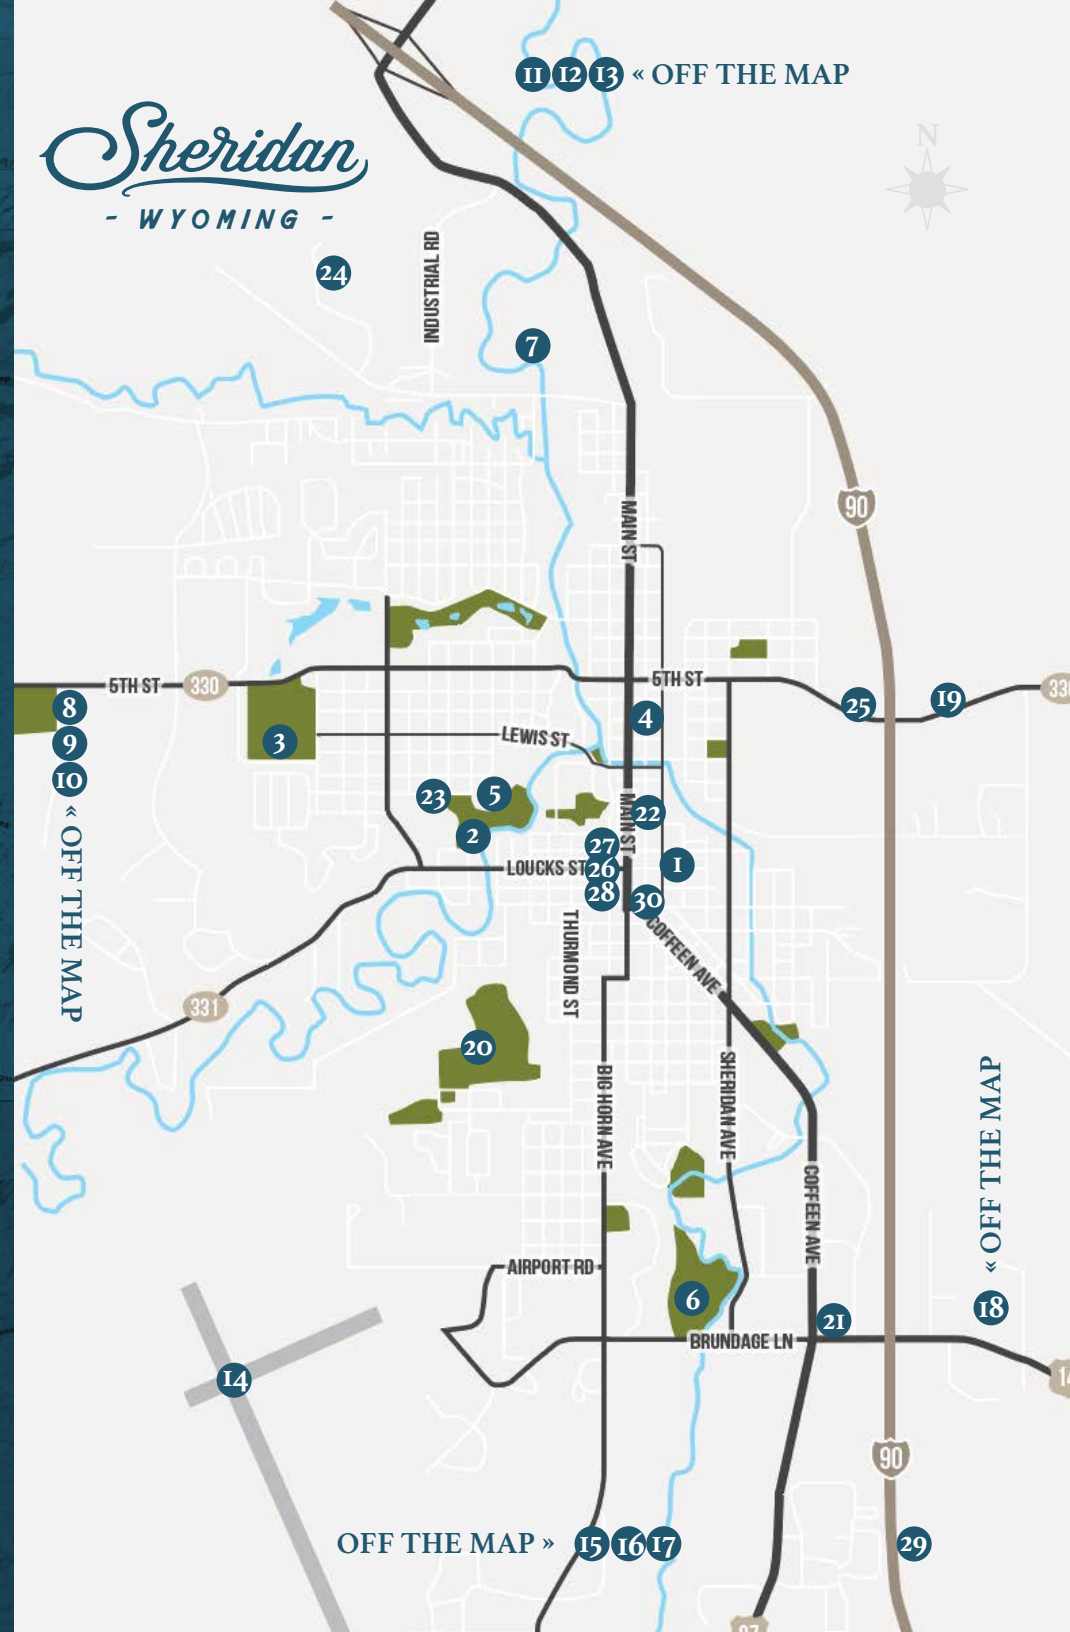 11 12 13 « OFF THE MAP
Sheridan
- WYOMING -
N
24
INDUSTRIAL RD
7
90
MAIN ST
5TH ST
330
5TH ST
8
9
10
« OFF THE MAP
3
LEWIS ST
4
25
19
23
5
2
MAIN ST
22
27
LOUCKS ST
26
28
1
30
COFFEEN AVE
THURMOND ST
331
20
BIG HORN AVE
SHERIDAN AVE
COFFEEN AVE
« OFF THE MAP
18
AIRPORT RD
6
21
BRUNDAGE LN
14
90
OFF THE MAP »
15 16 17
29